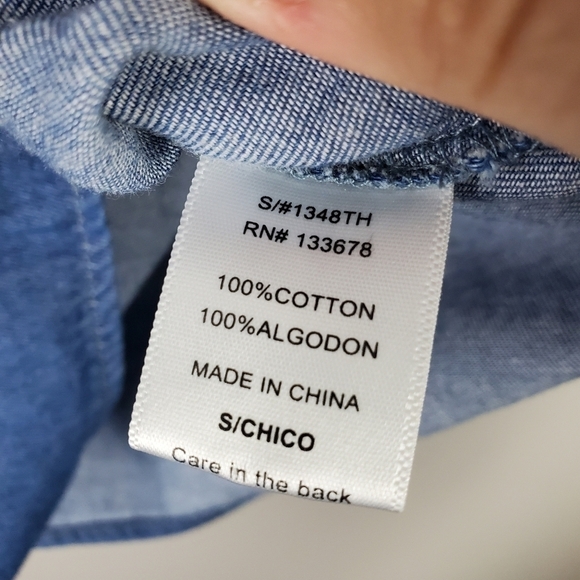 S/#1348TH
RN# 133678
100%COTTON
100%ALGODON
MADE IN CHINA
S/CHICO
Care in the back